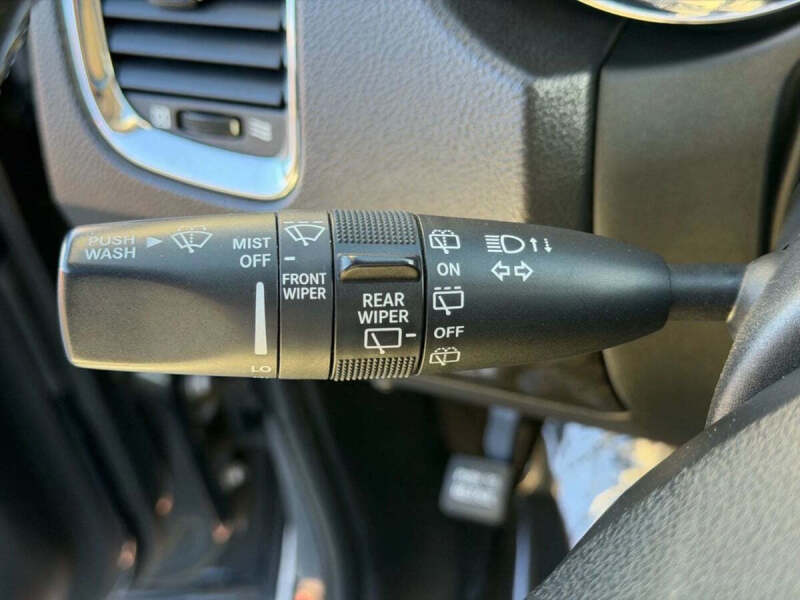 PUSH
WASH
MIST
OFF
LO
FRONT
WIPER
REAR
WIPER
ON
OFF